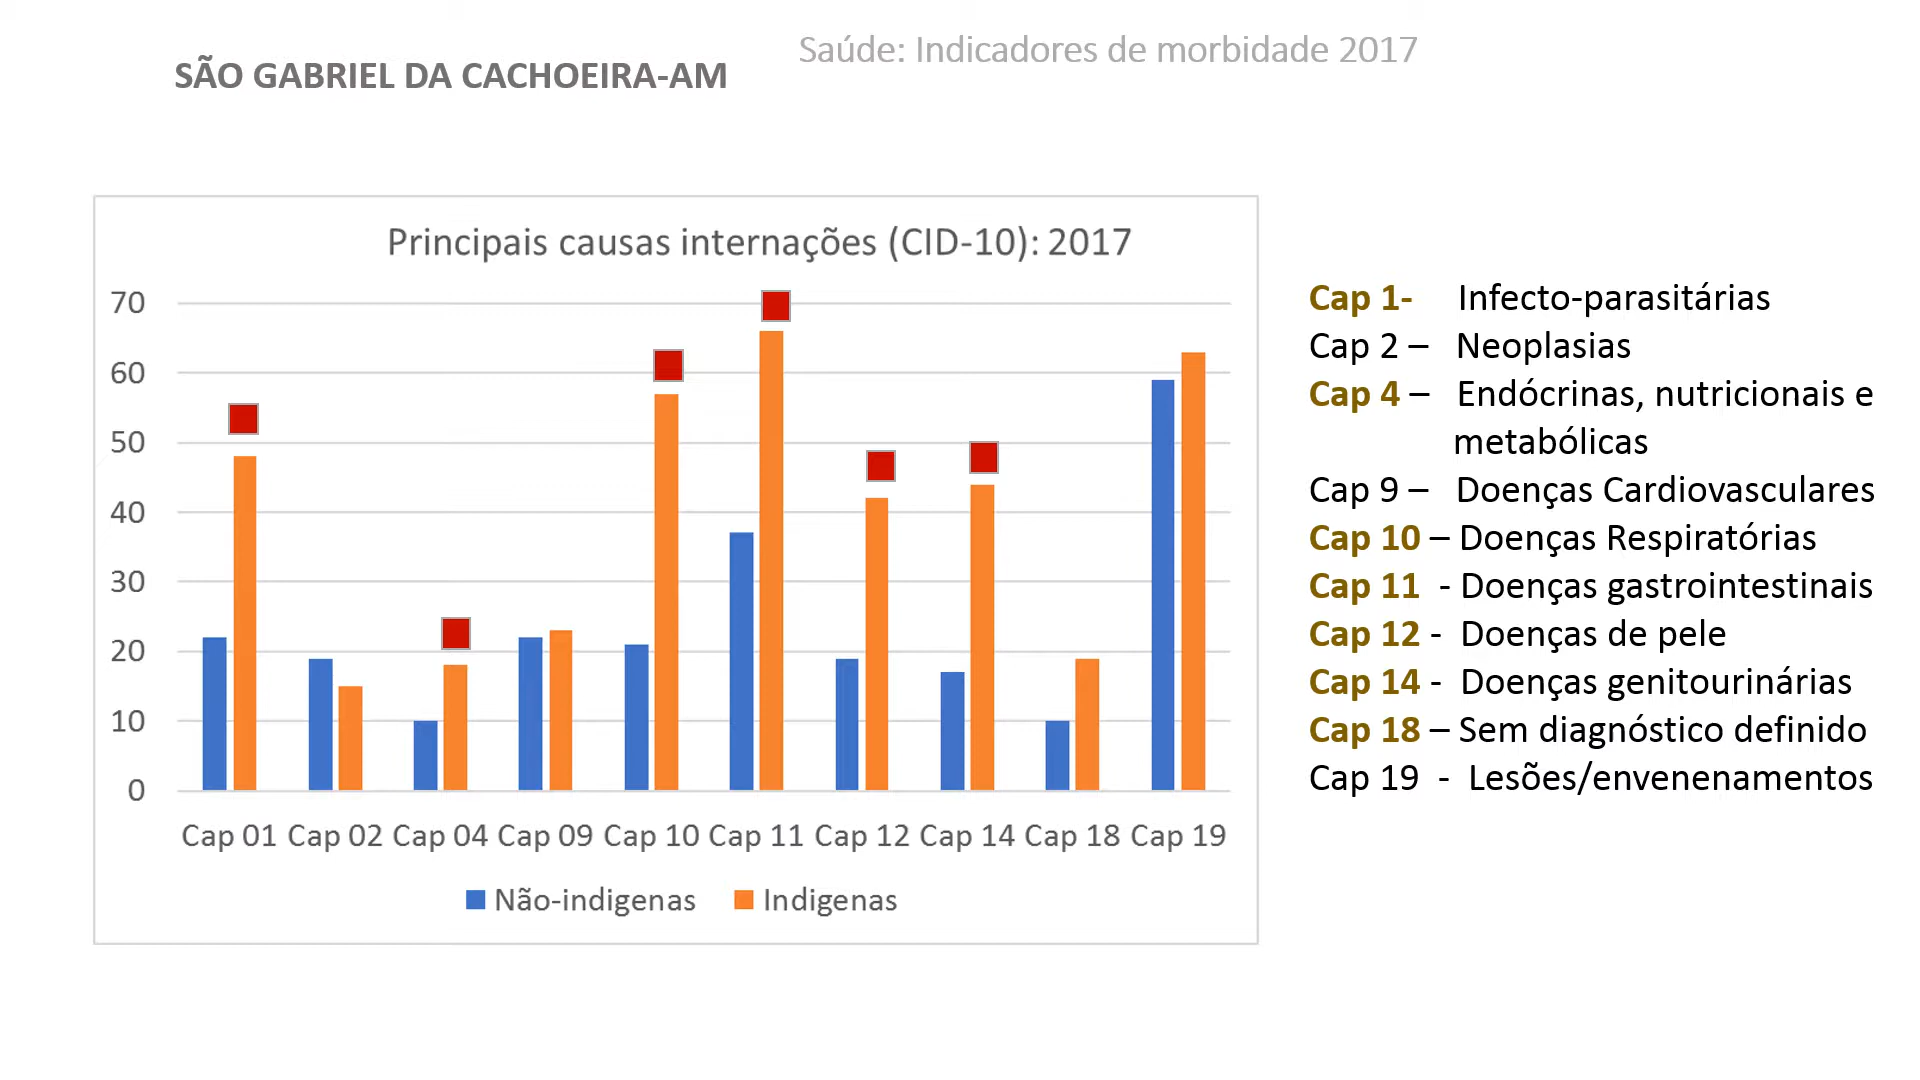 SÃO GABRIEL DA CACHOEIRA-AM
Saúde: Indicadores de morbidade 2017
Principais causas internações (CID-10): 2017
70
60
50
40
30
20
10
0
Cap 01 Cap 02 Cap 04 Cap 09 Cap 10 Cap 11 Cap 12 Cap 14 Cap 18 Cap 19
Não-indigenas Indigenas
Cap 1- Infecto-parasitárias
Cap 2 – Neoplasias
Cap 4 – Endócrinas, nutricionais e
metabólicas
Cap 9 – Doenças Cardiovasculares
Cap 10 – Doenças Respiratórias
Cap 11 - Doenças gastrointestinais
Cap 12 - Doenças de pele
Cap 14 - Doenças genitourinárias
Cap 18 – Sem diagnóstico definido
Cap 19 - Lesões/envenenamentos